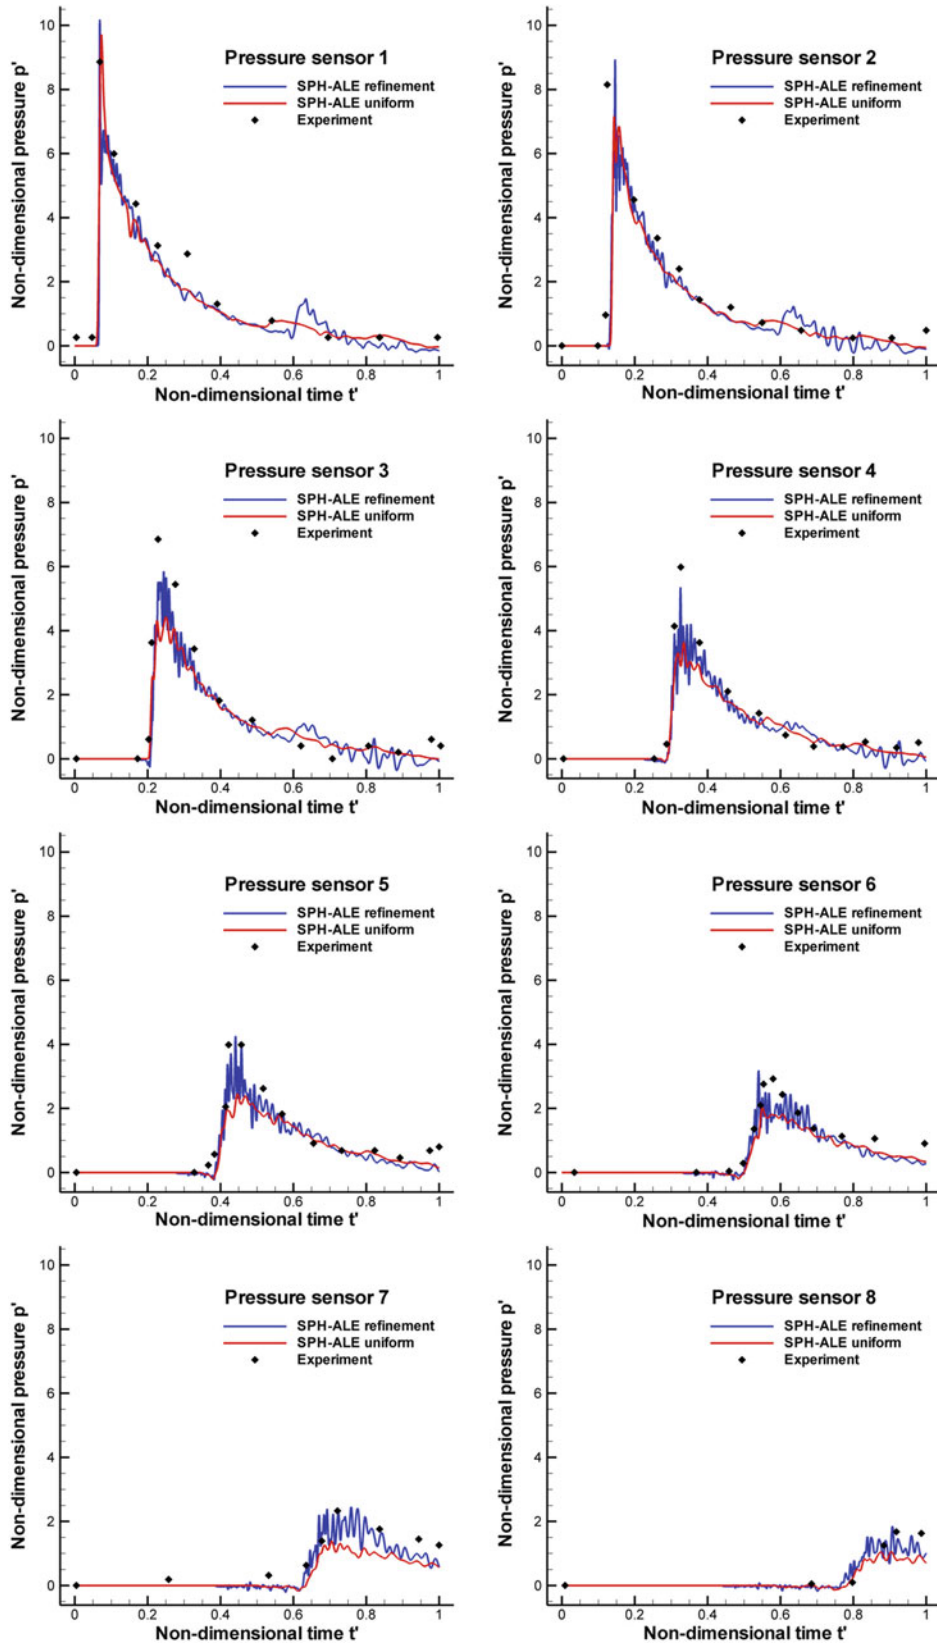 Pressure sensor 1
SPH-ALE refinement
SPH-ALE uniform
Experiment
Non-dimensional pressure p'
10
8
6
4
2
0
0 0.2 0.4 0.6 0.8 1
Non-dimensional time t'
Pressure sensor 2
SPH-ALE refinement
SPH-ALE uniform
Experiment
Non-dimensional pressure p'
10
8
6
4
2
0
0 0.2 0.4 0.6 0.8 1
Non-dimensional time t'
Pressure sensor 3
SPH-ALE refinement
SPH-ALE uniform
Experiment
Non-dimensional pressure p'
10
8
6
4
2
0
0 0.2 0.4 0.6 0.8 1
Non-dimensional time t'
Pressure sensor 4
SPH-ALE refinement
SPH-ALE uniform
Experiment
Non-dimensional pressure p'
10
8
6
4
2
0
0 0.2 0.4 0.6 0.8 1
Non-dimensional time t'
Pressure sensor 5
SPH-ALE refinement
SPH-ALE uniform
Experiment
Non-dimensional pressure p'
10
8
6
4
2
0
0 0.2 0.4 0.6 0.8 1
Non-dimensional time t'
Pressure sensor 6
SPH-ALE refinement
SPH-ALE uniform
Experiment
Non-dimensional pressure p'
10
8
6
4
2
0
0 0.2 0.4 0.6 0.8 1
Non-dimensional time t'
Pressure sensor 7
SPH-ALE refinement
SPH-ALE uniform
Experiment
Non-dimensional pressure p'
10
8
6
4
2
0
0 0.2 0.4 0.6 0.8 1
Non-dimensional time t'
Pressure sensor 8
SPH-ALE refinement
SPH-ALE uniform
Experiment
Non-dimensional pressure p'
10
8
6
4
2
0
0 0.2 0.4 0.6 0.8 1
Non-dimensional time t'